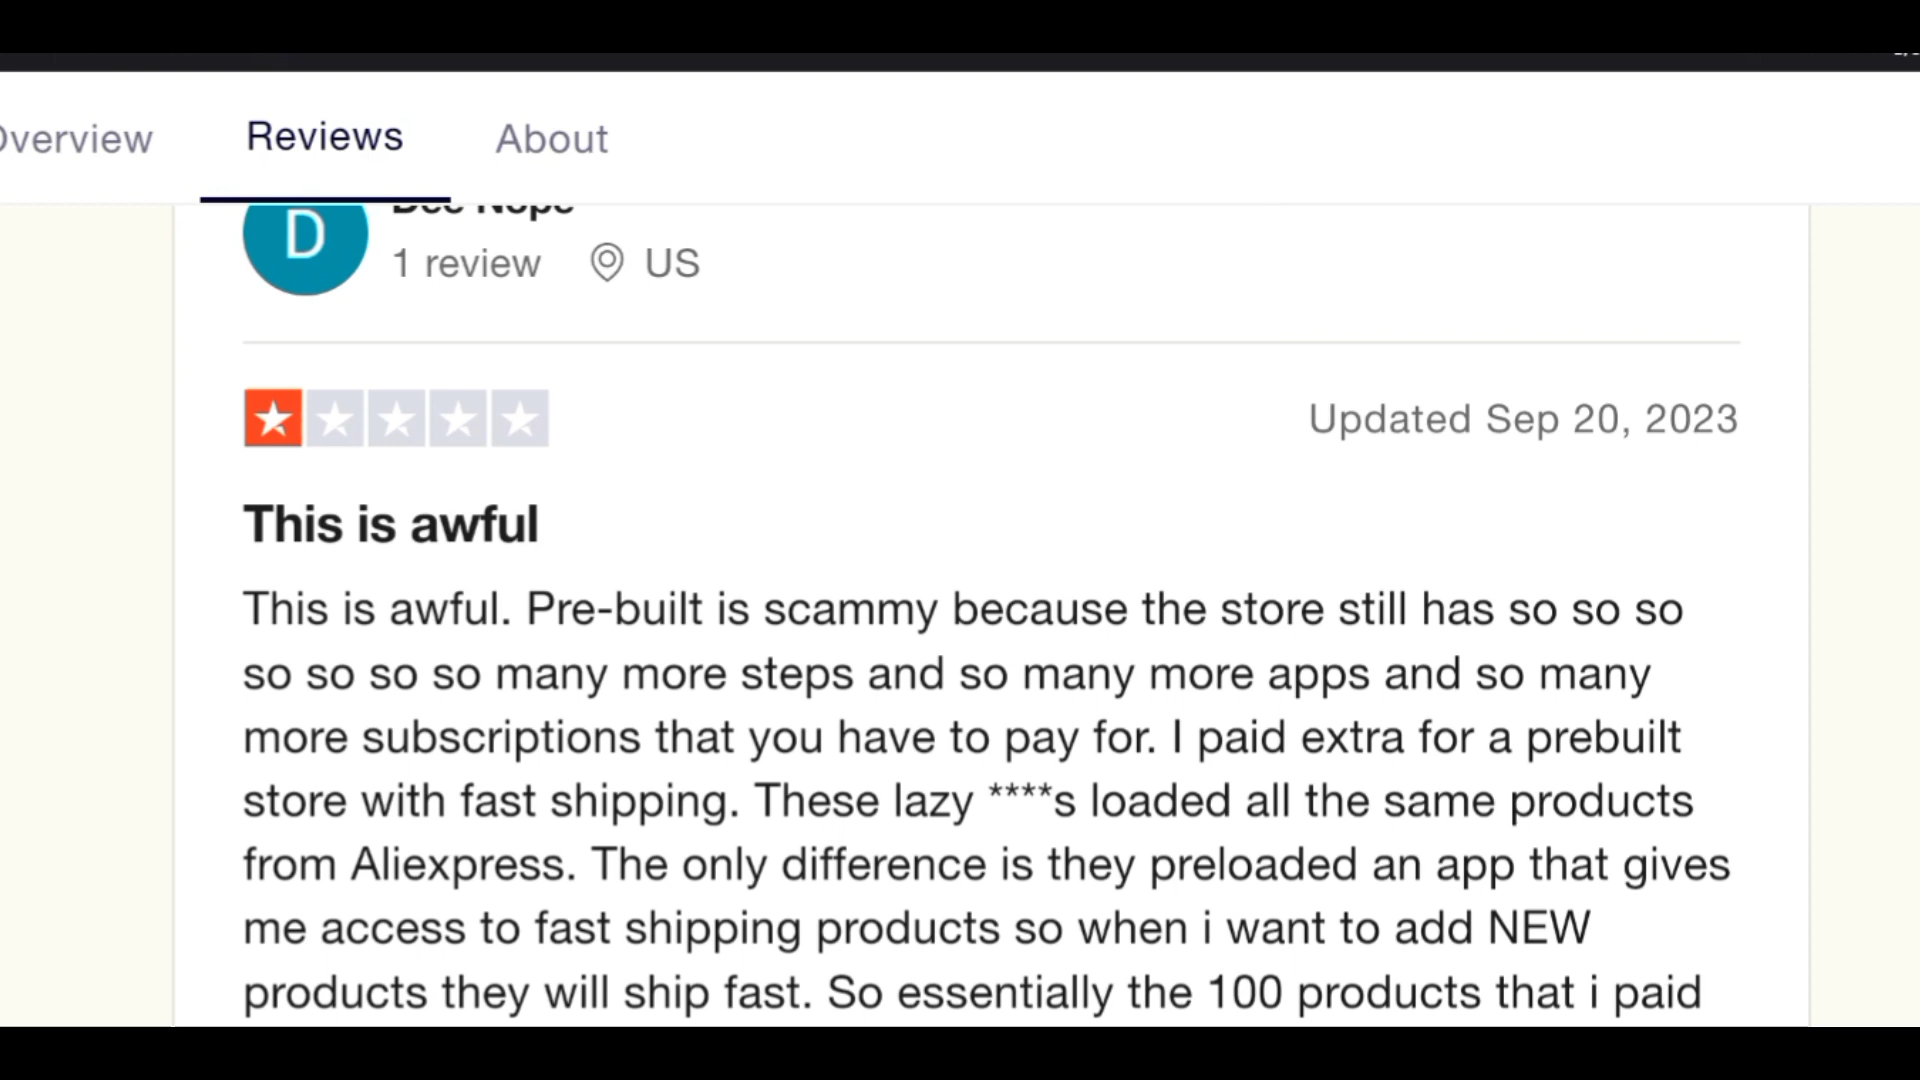 Overview Reviews About
D
1 review US
Updated Sep 20, 2023
This is awful
This is awful. Pre-built is scammy because the store still has so so so
so so so so many more steps and so many more apps and so many
more subscriptions that you have to pay for. I paid extra for a prebuilt
store with fast shipping. These lazy ****s loaded all the same products
from Aliexpress. The only difference is they preloaded an app that gives
me access to fast shipping products so when i want to add NEW
products they will ship fast. So essentially the 100 products that i paid